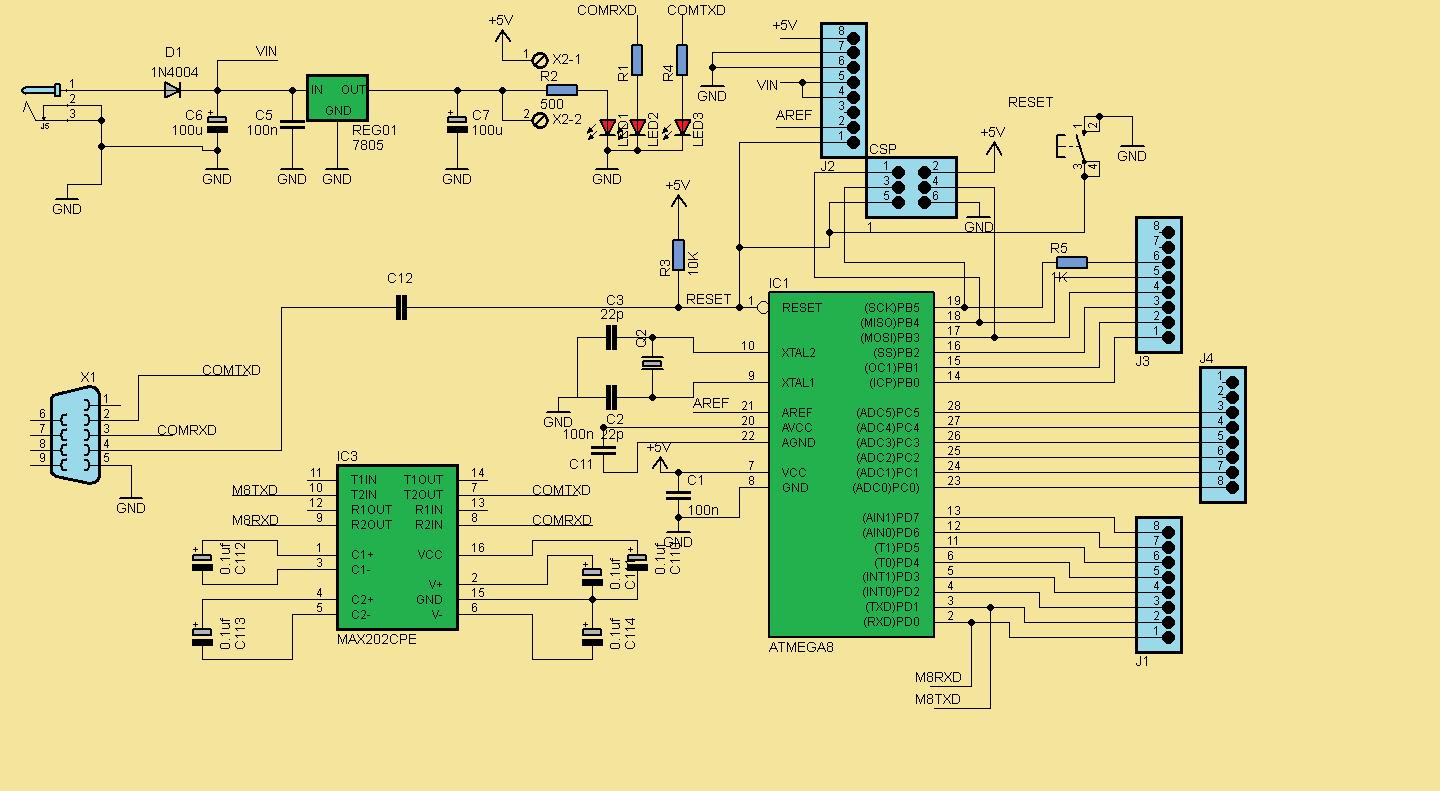 COMRXD COMTXD
+5V
+5V
1 X2-1
D1
1N4004
VIN
1
2
3
J5
C6
100u
C5
100n
IN OUT
GND
REG01
7805
C7
100u
R2
500
2 X2-2
R1
R4
LED2
LED3
GND
GND
GND
GND
GND
GND
GND
VIN
AREF
8
7
6
5
4
3
2
1
J2
CSP
1 2
3 4
5 6
1
+5V
GND
RESET
1
2
3
4
GND
+5V
R3
10K
C12
RESET
R5
1K
8
7
6
5
4
3
2
1
J3
C3
22p
Q2
GND
C2
22p
100n
C11
AREF
+5V
C1
100n
GND
IC1
1 RESET (SCK)PB5 19
(MISO)PB4 18
(MOSI)PB3 17
10 XTAL2 (SS)PB2 16
(OC1)PB1 15
9 XTAL1 (ICP)PB0 14
21 AREF (ADC5)PC5 28
20 AVCC (ADC4)PC4 27
22 AGND (ADC3)PC3 26
(ADC2)PC2 25
7 VCC (ADC1)PC1 24
8 GND (ADC0)PC0) 23
(AIN1)PD7 13
(AIN0)PD6 12
(T1)PD5 11
(T0)PD4 6
(INT1)PD3 5
(INT0)PD2 4
(TXD)PD1 3
(RXD)PD0 2
ATMEGA8
J4
1
2
3
4
5
6
7
8
8
7
6
5
4
3
2
1
J1
M8RXD
M8TXD
X1
COMTXD
COMRXD
1
6
2
7
3
8
4
9
5
GND
IC3
11 T1IN T1OUT 14
M8TXD 10 T2IN T2OUT 7 COMTXD
12 R1OUT R1IN 13
M8RXD 9 R2OUT R2IN 8 COMRXD
1 C1+ VCC 16
3 C1-
V+ 2
4 C2+ GND 15
5 C2- V- 6
MAX202CPE
0.1uf
C112
0.1uf
C113
0.1uf
0.1uf
0.1uf
C114